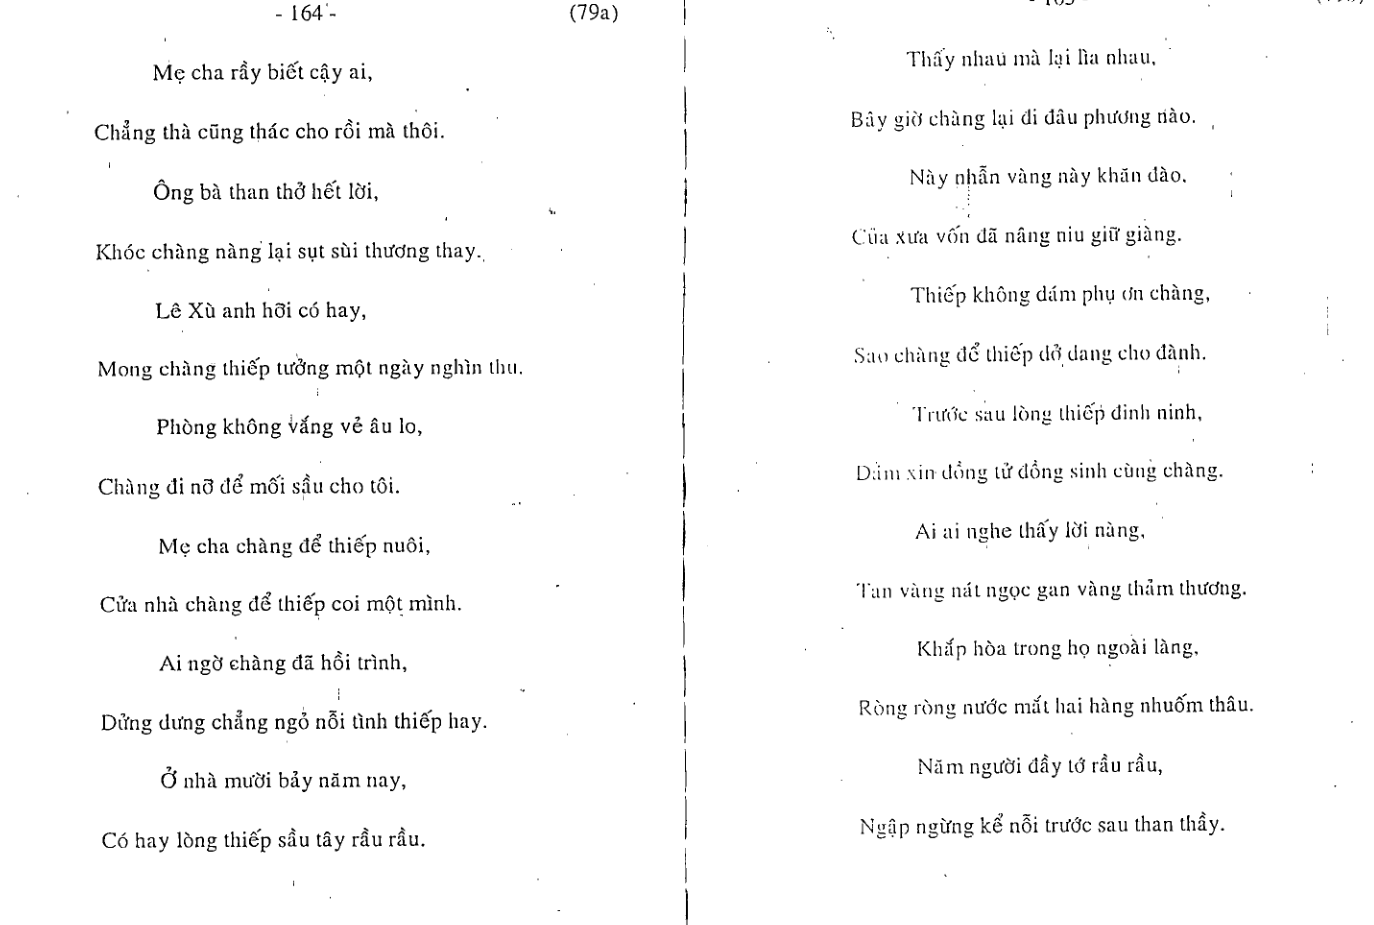 - 164 -
(79a)
Mẹ cha rầy biết cậy ai,
Chẳng thà cũng thác cho rồi mà thôi.
Ông bà than thở hết lời,
Khóc chàng nàng lại sụt sùi thương thay.
Lê Xù anh hỡi có hay,
Mong chàng thiếp tưởng một ngày nghìn thu.
Phòng không vắng vẻ âu lo,
Chàng đi nỡ để mối sầu cho tôi.
Mẹ cha chàng để thiếp nuôi,
Cửa nhà chàng để thiếp coi một mình.
Ai ngờ chàng đã hồi trình,
Dửng dưng chẳng ngỏ nỗi tình thiếp hay.
Ở nhà mười bảy năm nay,
Có hay lòng thiếp sầu tây rầu rầu.
Thấy nhau mà lại lìa nhau,
Bây giờ chàng lại đi đâu phương nào.
Này nhẫn vàng này khăn đào,
Của xưa vốn đã nâng niu giữ giàng.
Thiếp không dám phụ ơn chàng,
Sao chàng để thiếp dở dang cho đành.
Trước sau lòng thiếp đinh ninh,
Dám xin đồng tử đồng sinh cùng chàng.
Ai ai nghe thấy lời nàng,
Tan vàng nát ngọc gan vàng thảm thương.
Khắp hòa trong họ ngoài làng,
Ròng ròng nước mắt hai hàng nhuốm thâu.
Năm người đầy tớ rầu rầu,
Ngập ngừng kể nỗi trước sau than thầy.